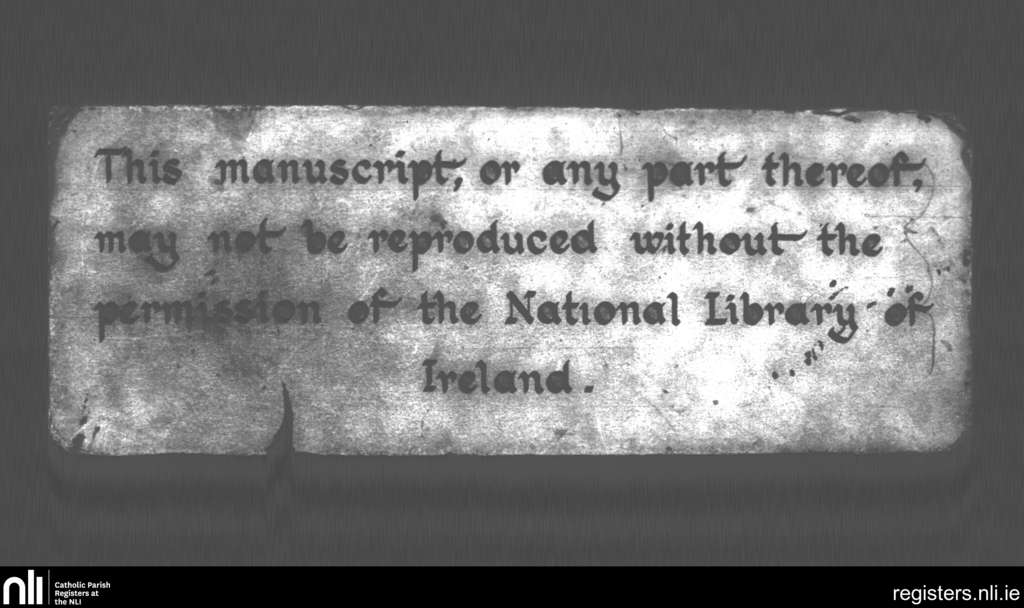 This manuscript, or any part thereof,
may not be reproduced without the
permission of the National Library of
Ireland.
nli
Catholic Parish
Registers at
the NLI
registers.nli.ie